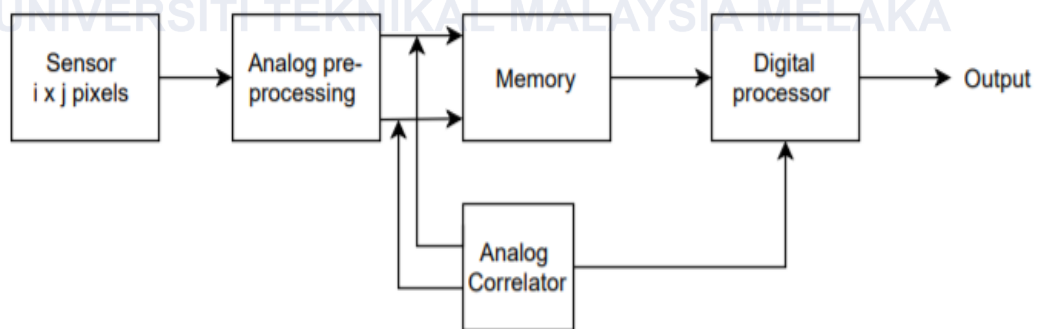 UNIVERSITI TEKNIKAL MALAYSIA MELAKA
Sensor
i x j pixels
Analog pre-
processing
Memory
Digital
processor
Output
Analog
Correlator